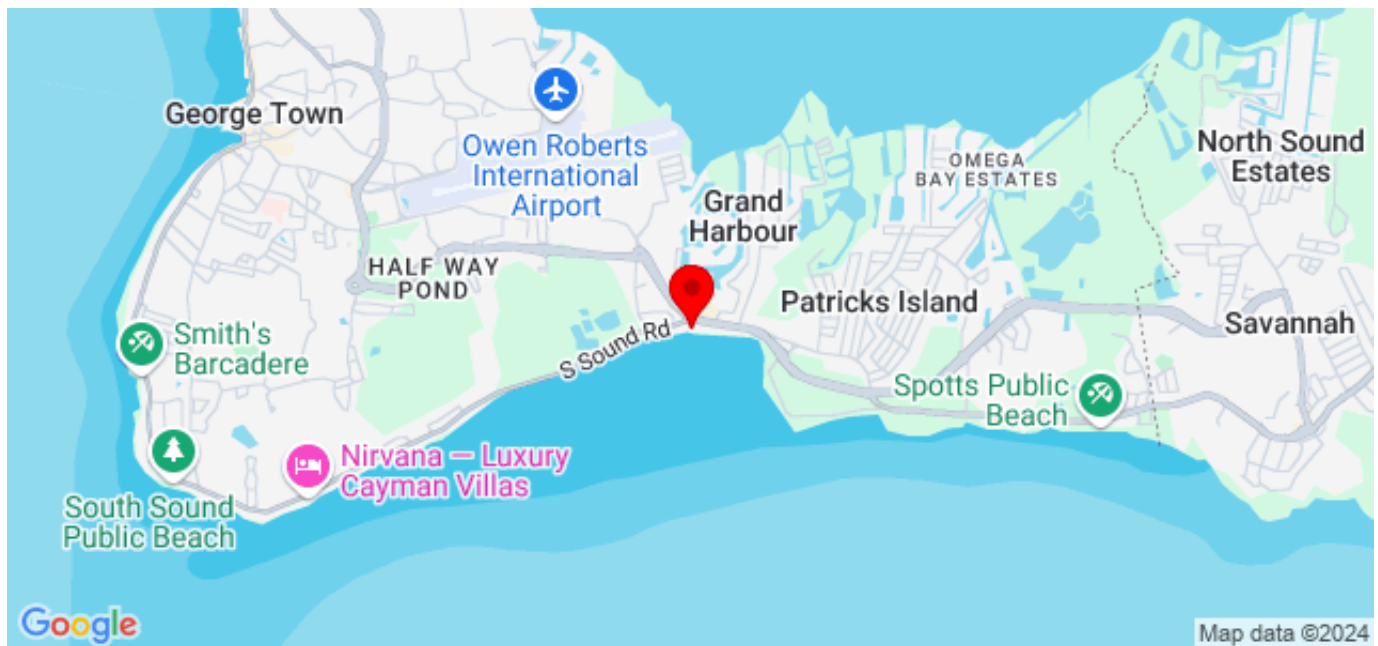 George Town
Owen Roberts
International
Airport
OMEGA
BAY ESTATES
North Sound
Estates
Grand
Harbour
HALF WAY
POND
Patricks Island
Savannah
Smith's
Barcadere
S Sound Rd
Spotts Public
Beach
Nirvana — Luxury
Cayman Villas
South Sound
Public Beach
Google
Map data ©2024